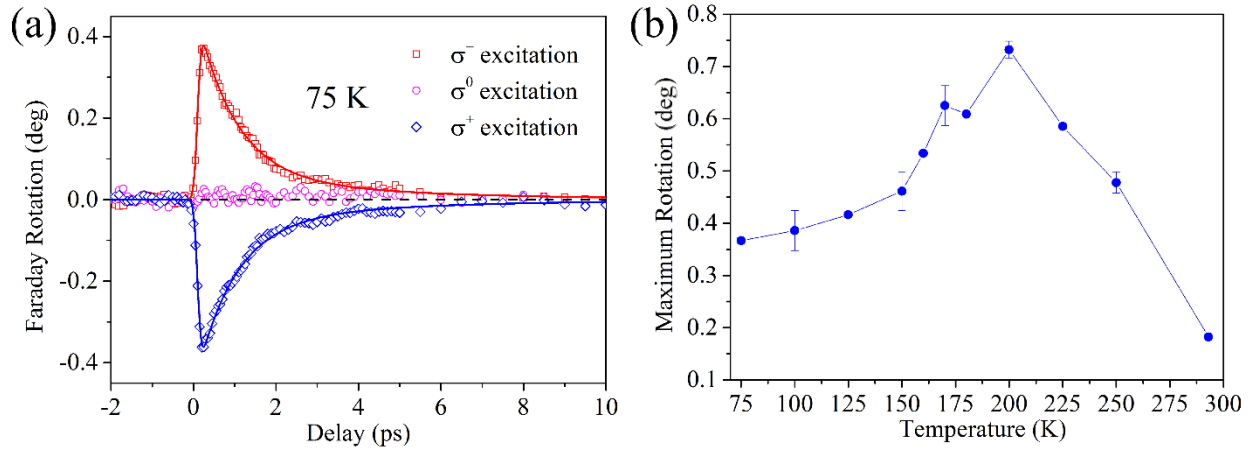 (a)
σ⁻ excitation
σ⁰ excitation
σ⁺ excitation
75 K
Faraday Rotation (deg)
0.4
0.2
0.0
-0.2
-0.4
-2 0 2 4 6 8 10
Delay (ps)
(b)
Maximum Rotation (deg)
0.8
0.7
0.6
0.5
0.4
0.3
0.2
0.1
75 100 125 150 175 200 225 250 275 300
Temperature (K)